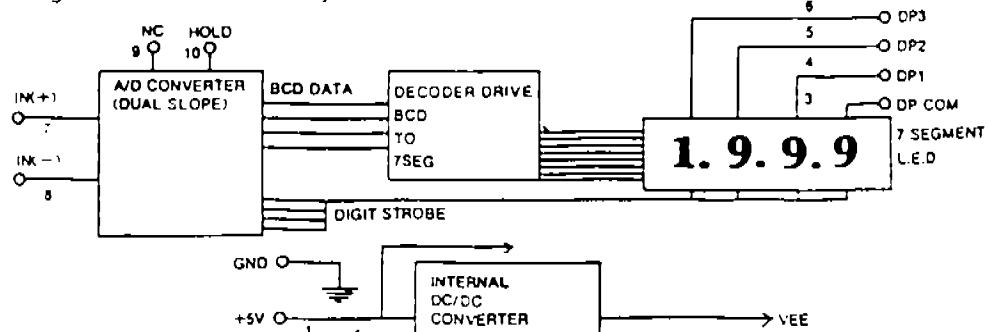 6 DP3
5 DP2
4 DP1
3 DP COM
NC HOLD
9 10
A/D CONVERTER
(DUAL SLOPE)
BCD DATA
DECODER DRIVE
BCD
TO
7SEG
IN(+)
7
IN(-)
8
1. 9. 9. 9
7 SEGMENT
L.E.D
DIGIT STROBE
GND
+5V
1
INTERNAL
DC/DC
CONVERTER
VEE